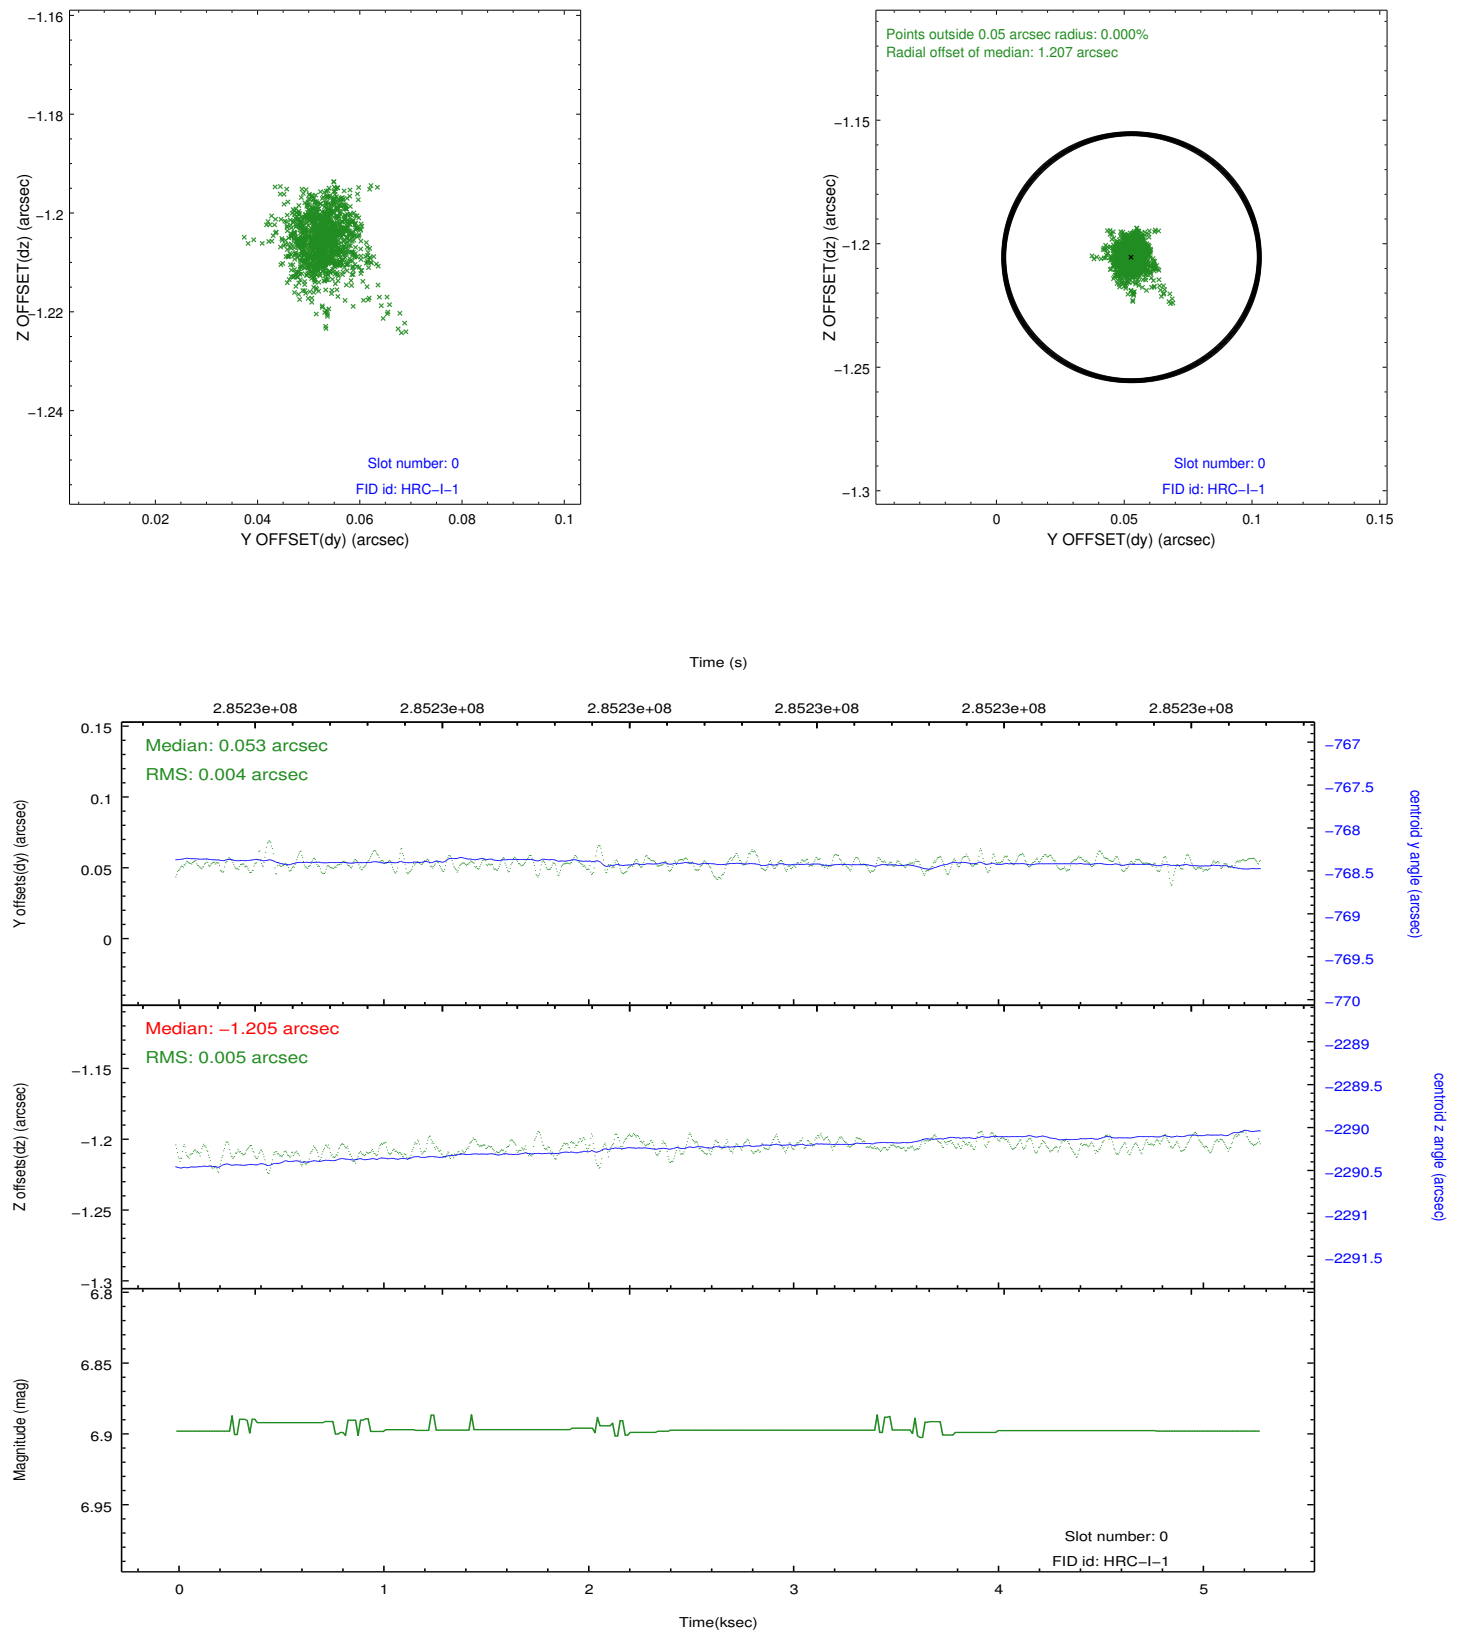 −1.16
−1.18
−1.2
−1.22
−1.24
Z OFFSET(dz) (arcsec)
Slot number: 0
FID id: HRC−I−1
0.02 0.04 0.06 0.08 0.1
Y OFFSET(dy) (arcsec)
Points outside 0.05 arcsec radius: 0.000%
Radial offset of median: 1.207 arcsec
−1.15
−1.2
−1.25
−1.3
Z OFFSET(dz) (arcsec)
Slot number: 0
FID id: HRC−I−1
0 0.05 0.1 0.15
Y OFFSET(dy) (arcsec)
Time (s)
2.8523e+08 2.8523e+08 2.8523e+08 2.8523e+08 2.8523e+08 2.8523e+08
Median: 0.053 arcsec
RMS: 0.004 arcsec
0.15
0.1
0.05
0
Y offsets(dy) (arcsec)
−767
−767.5
−768
−768.5
−769
−769.5
−770
centroid y angle (arcsec)
Median: −1.205 arcsec
RMS: 0.005 arcsec
−1.15
−1.2
−1.25
−1.3
Z offsets(dz) (arcsec)
−2289
−2289.5
−2290
−2290.5
−2291
−2291.5
centroid z angle (arcsec)
6.8
6.85
6.9
6.95
Magnitude (mag)
Slot number: 0
FID id: HRC−I−1
0 1 2 3 4 5
Time(ksec)